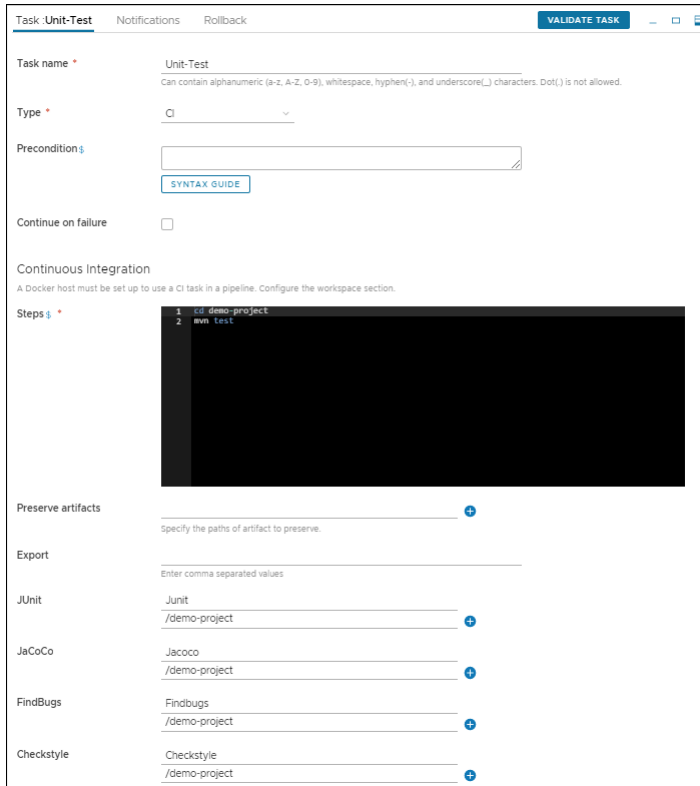 Task :Unit-Test Notifications Rollback VALIDATE TASK
Task name * Unit-Test
Can contain alphanumeric (a-z, A-Z, 0-9), whitespace, hyphen(-), and underscore(_) characters. Dot(.) is not allowed.
Type * CI
Precondition $
SYNTAX GUIDE
Continue on failure
Continuous Integration
A Docker host must be set up to use a CI task in a pipeline. Configure the workspace section.
Steps $ * 1 cd demo-project
2 mvn test
Preserve artifacts
Specify the paths of artifact to preserve.
Export
Enter comma separated values
JUnit Junit
/demo-project
JaCoCo Jacoco
/demo-project
FindBugs Findbugs
/demo-project
Checkstyle Checkstyle
/demo-project